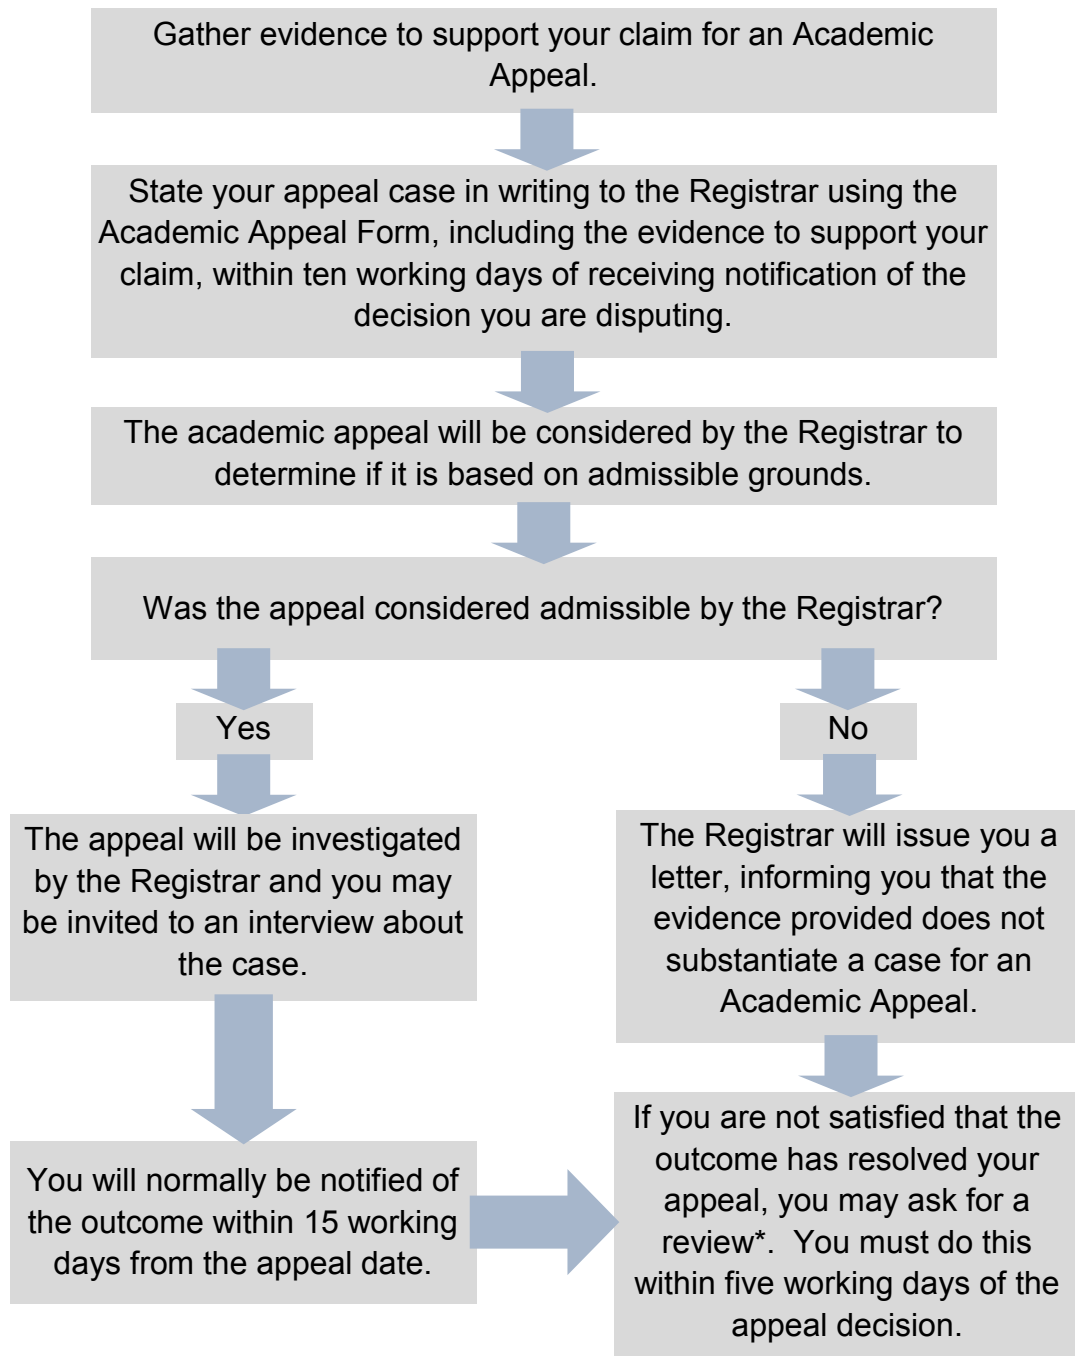 Gather evidence to support your claim for an Academic
Appeal.
State your appeal case in writing to the Registrar using the
Academic Appeal Form, including the evidence to support your
claim, within ten working days of receiving notification of the
decision you are disputing.
The academic appeal will be considered by the Registrar to
determine if it is based on admissible grounds.
Was the appeal considered admissible by the Registrar?
Yes
No
The appeal will be investigated
by the Registrar and you may
be invited to an interview about
the case.
The Registrar will issue you a
letter, informing you that the
evidence provided does not
substantiate a case for an
Academic Appeal.
You will normally be notified of
the outcome within 15 working
days from the appeal date.
If you are not satisfied that the
outcome has resolved your
appeal, you may ask for a
review*.  You must do this
within five working days of the
appeal decision.